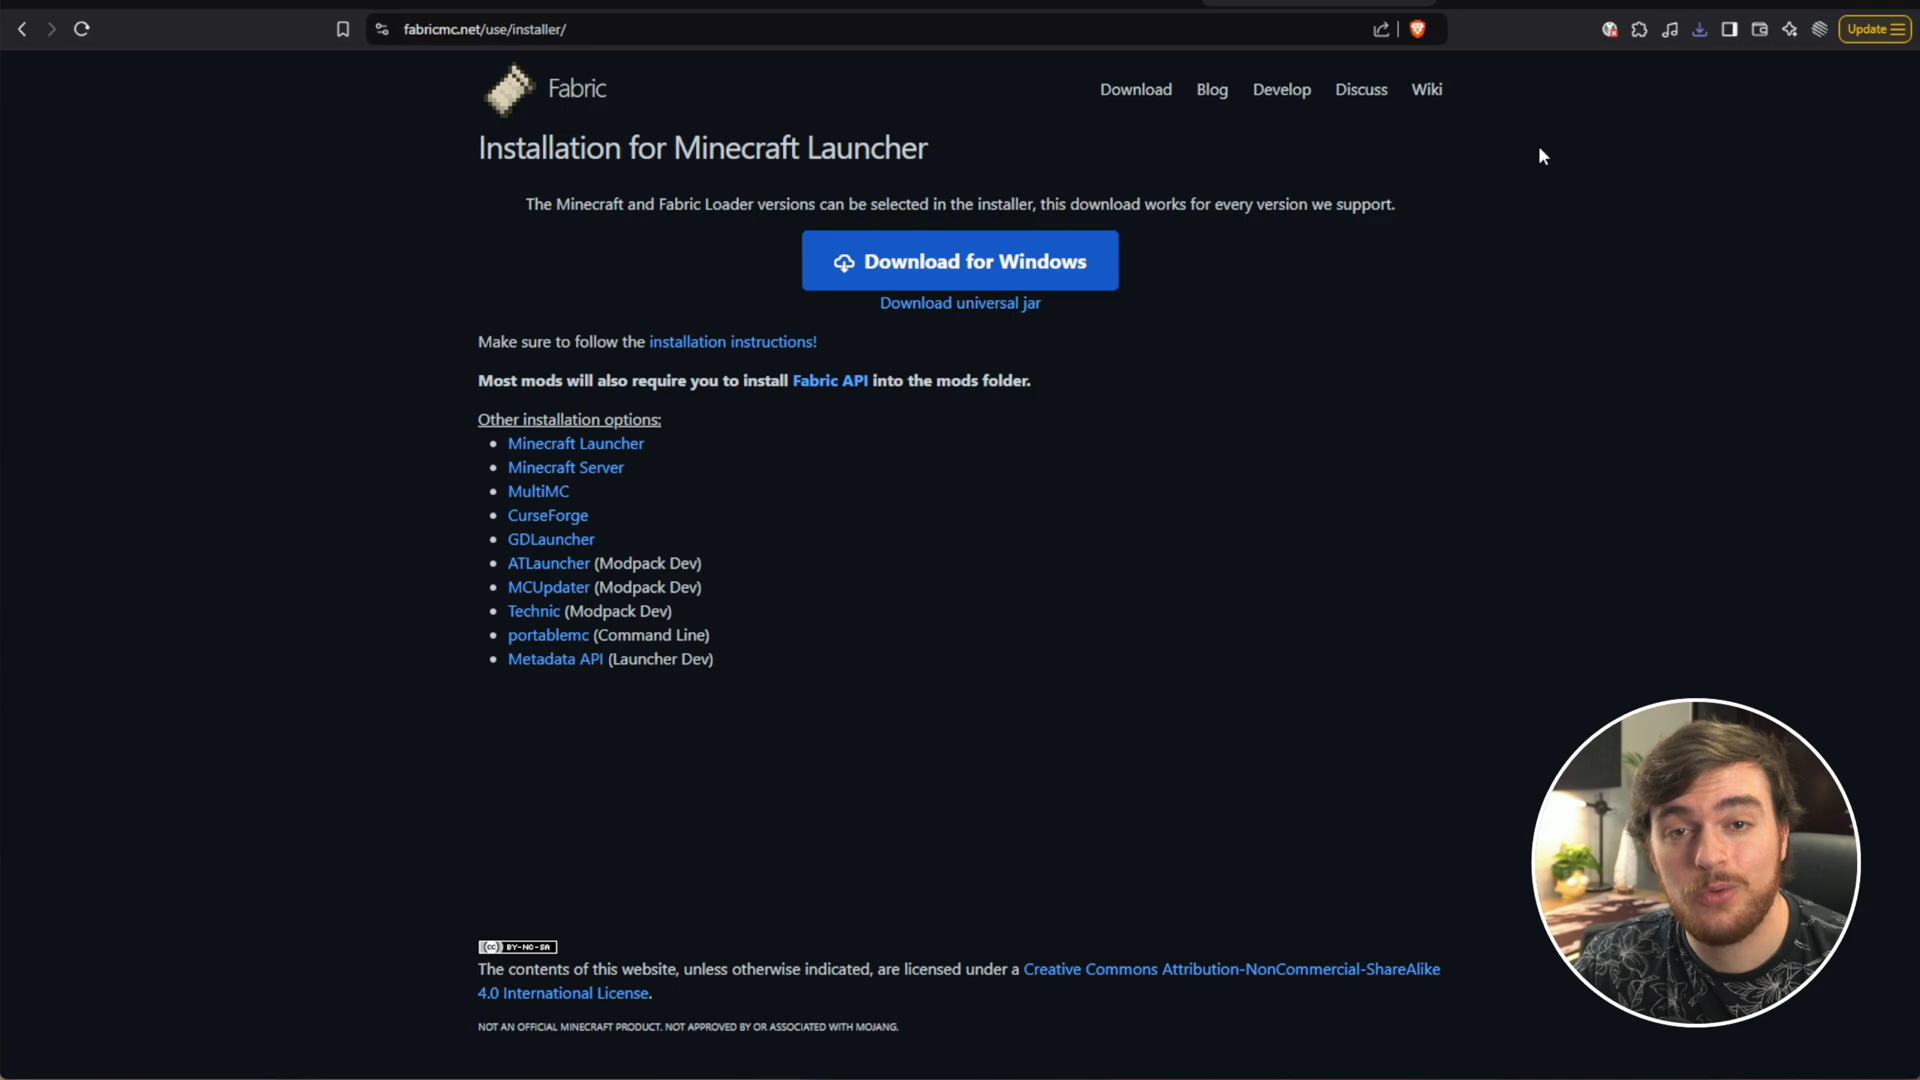 fabricmc.net/use/installer/
Update
Fabric
Download
Blog
Develop
Discuss
Wiki
Installation for Minecraft Launcher
The Minecraft and Fabric Loader versions can be selected in the installer, this download works for every version we support.
Download for Windows
Download universal jar
Make sure to follow the installation instructions!
Most mods will also require you to install Fabric API into the mods folder.
Other installation options:
Minecraft Launcher
Minecraft Server
MultiMC
CurseForge
GDLauncher
ATLauncher (Modpack Dev)
MCUpdater (Modpack Dev)
Technic (Modpack Dev)
portablemc (Command Line)
Metadata API (Launcher Dev)
cc BY-NC-SA
The contents of this website, unless otherwise indicated, are licensed under a Creative Commons Attribution-NonCommercial-ShareAlike
4.0 International License.
NOT AN OFFICIAL MINECRAFT PRODUCT. NOT APPROVED BY OR ASSOCIATED WITH MOJANG.